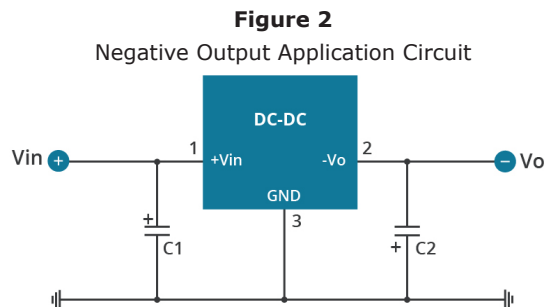 Figure 2
Negative Output Application Circuit
DC-DC
Vin +
1
+Vin
-Vo
2
− Vo
GND
3
+
C1
+
C2